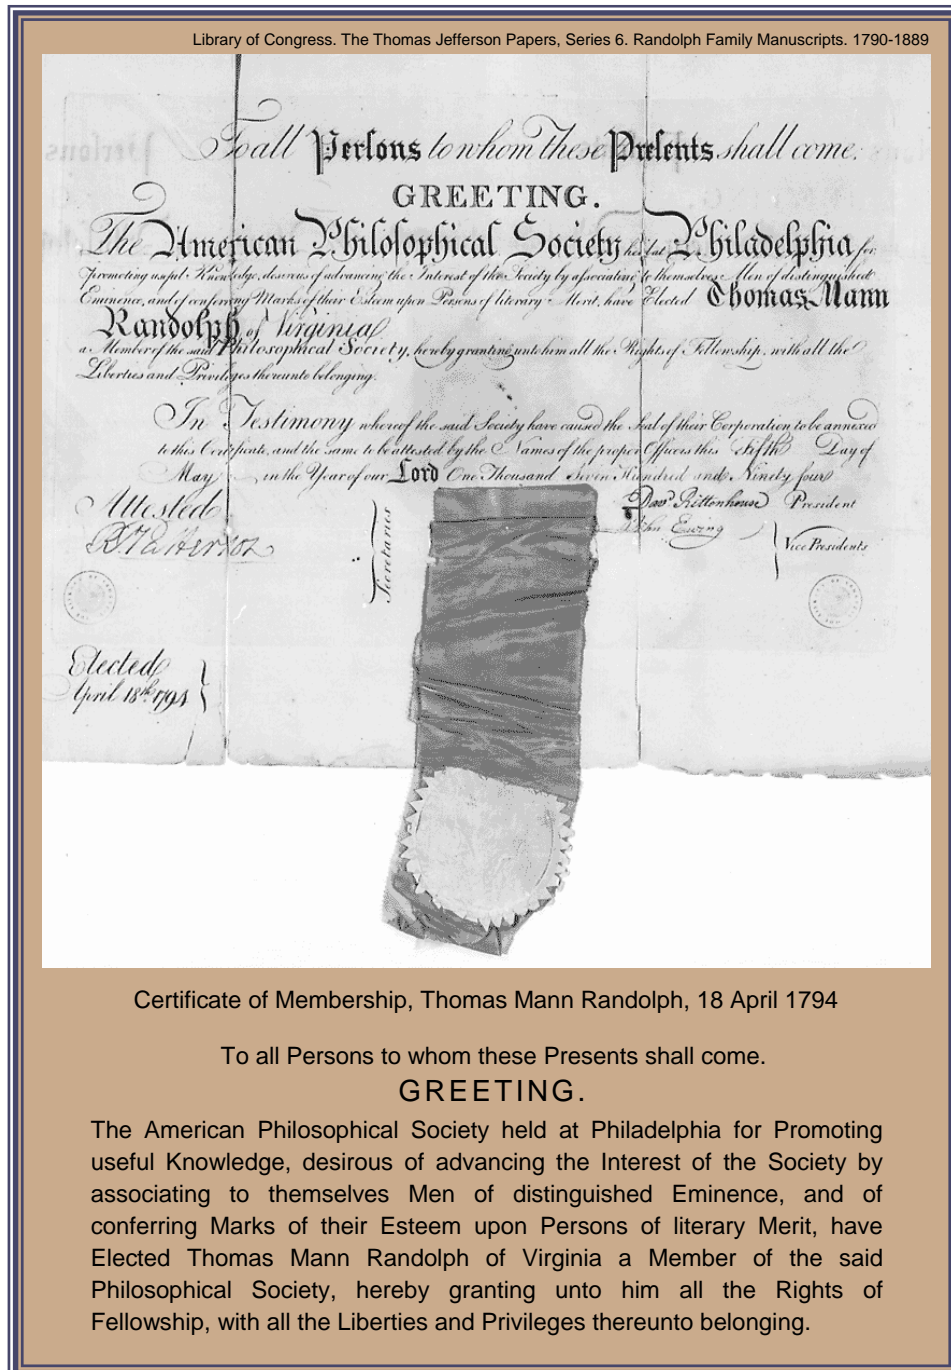 Library of Congress. The Thomas Jefferson Papers, Series 6. Randolph Family Manuscripts. 1790-1889
To all Persons to whom these Presents shall come.
GREETING.
The American Philosophical Society held at Philadelphia for
promoting useful Knowledge, desirous of advancing the Interest of the Society by associating to themselves Men of distinguished
Eminence, and of conferring Marks of their Esteem upon Persons of literary Merit, have Elected Thomas Mann
Randolph of Virginia
a Member of the said Philosophical Society, hereby granting unto him all the Rights of Fellowship, with all the
Liberties and Privileges thereunto belonging.
In Testimony whereof the said Society have caused the Seal of their Corporation to be annexed
to this Certificate, and the same to be attested by the Names of the proper Officers this Fifth Day of
May in the Year of our Lord One Thousand Seven Hundred and Ninety four
Attested
R. Patterson
Secretaries
Davd Rittenhouse President
John Ewing
Vice Presidents
Elected
April 18th. 1794
Certificate of Membership, Thomas Mann Randolph, 18 April 1794
To all Persons to whom these Presents shall come.
GREETING.
The American Philosophical Society held at Philadelphia for Promoting
useful Knowledge, desirous of advancing the Interest of the Society by
associating to themselves Men of distinguished Eminence, and of
conferring Marks of their Esteem upon Persons of literary Merit, have
Elected Thomas Mann Randolph of Virginia a Member of the said
Philosophical Society, hereby granting unto him all the Rights of
Fellowship, with all the Liberties and Privileges thereunto belonging.